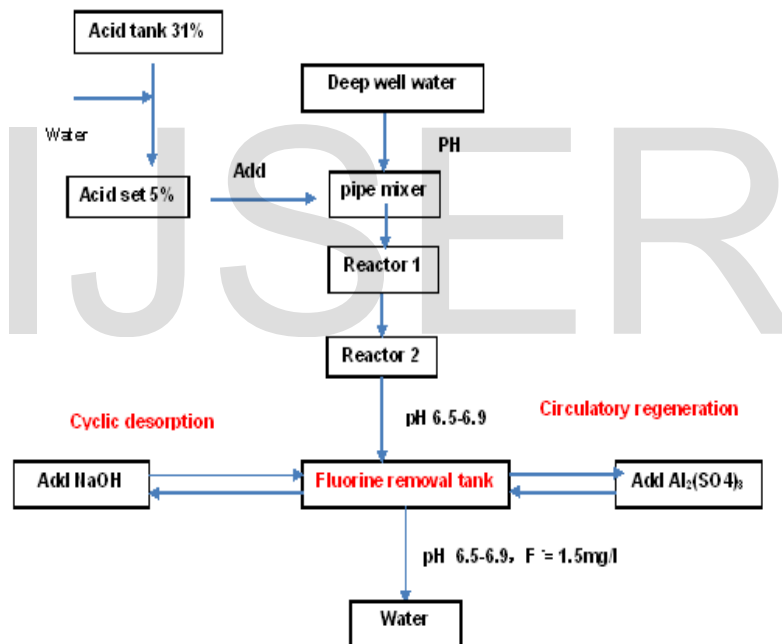 Acid tank 31%
Deep well water
Water
PH
Add
Acid set 5%
pipe mixer
IJSER
Reactor 1
Reactor 2
Cyclic desorption
pH 6.5-6.9
Circulatory regeneration
Add NaOH
Fluorine removal tank
Add Al₂(SO4)₃
pH 6.5-6.9, F⁻= 1.5mg/l
Water